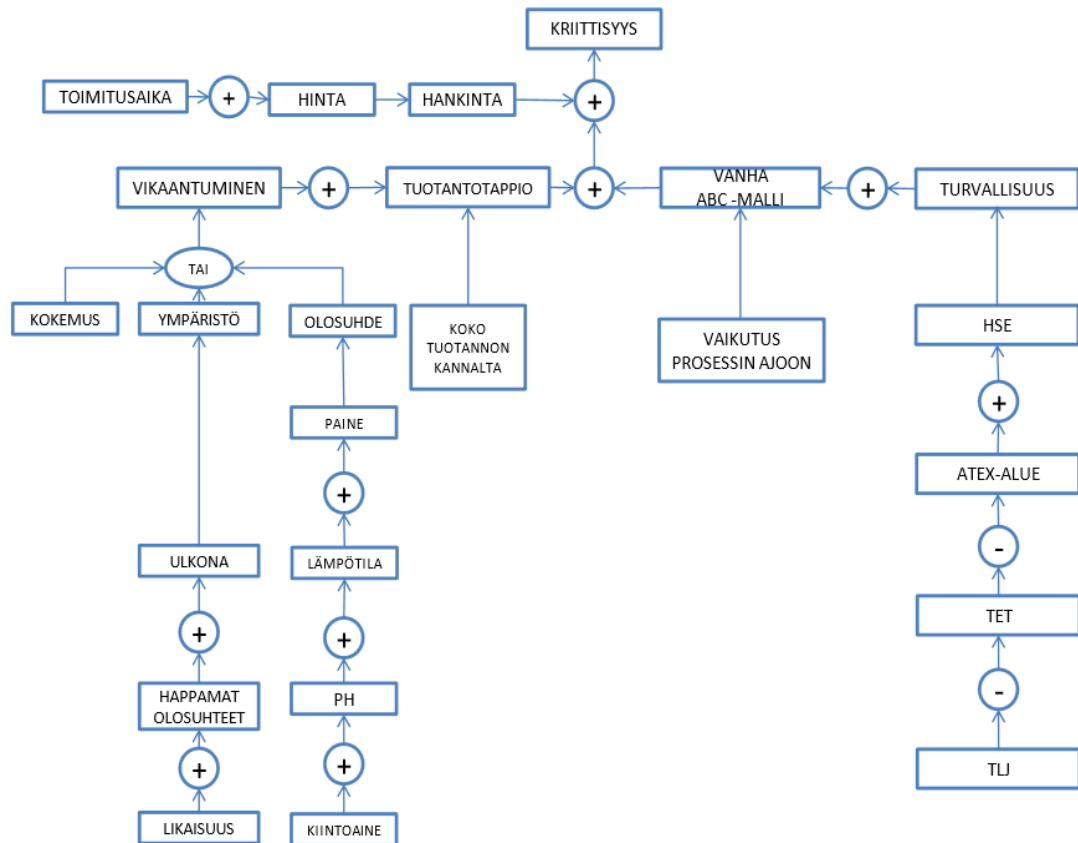 KRIITTISYYS
TOIMITUSAIKA + HINTA HANKINTA +
VIKAANTUMINEN + TUOTANTOTAPPIO + VANHA
ABC -MALLI + TURVALLISUUS
TAI
KOKEMUS YMPÄRISTÖ OLOSUHDE
KOKO
TUOTANNON
KANNALTA
VAIKUTUS
PROSESSIN AJOON
HSE
+
PAINE
ATEX-ALUE
+
-
ULKONA LÄMPÖTILA
TET
+ +
-
HAPPAMAT
OLOSUHTEET
PH
+ +
TLJ
LIKAISUUS KIINTOAINE